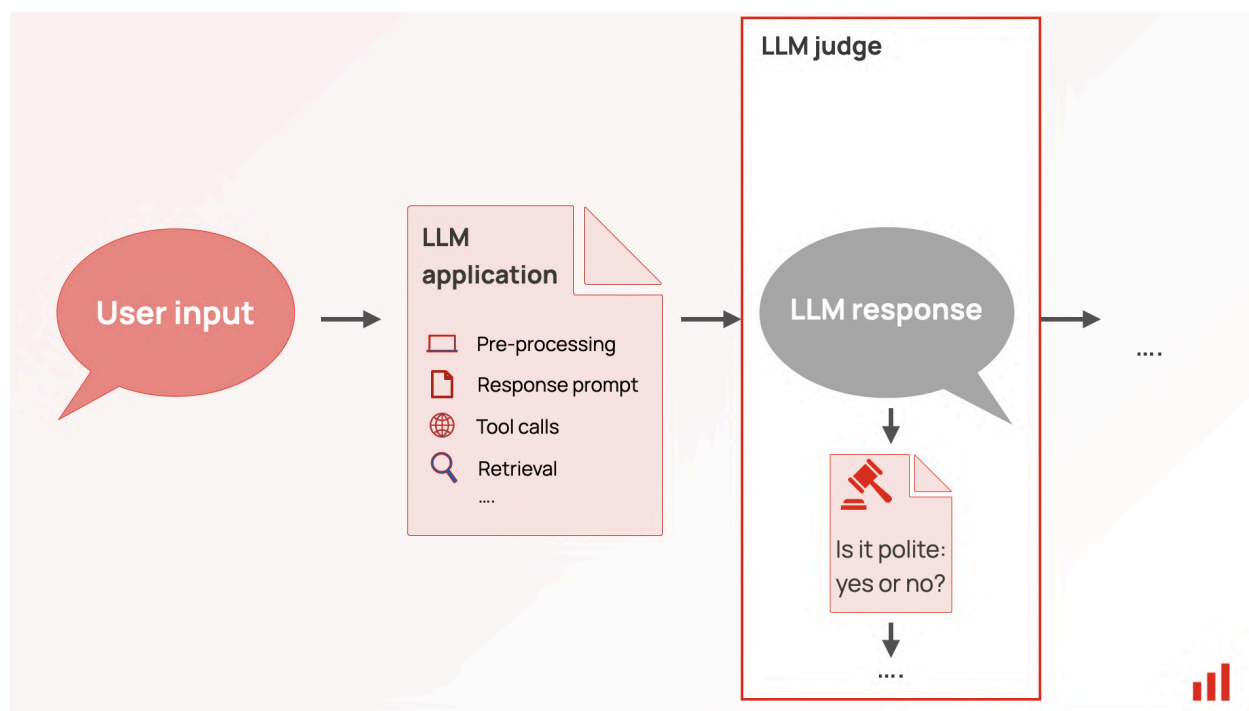 LLM judge
User input
LLM
application
Pre-processing
Response prompt
Tool calls
Retrieval
....
LLM response
....
Is it polite:
yes or no?
....